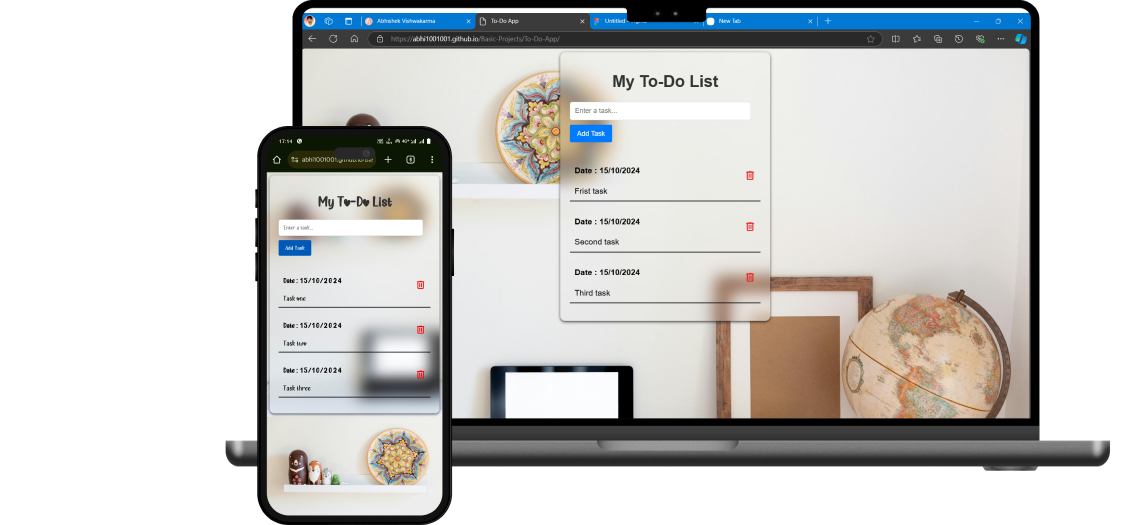 Abhishek Vishwakarma
To-Do App
Untitled
New Tab
https://abhi1001001.github.io/Basic-Projects/To-Do-App/
My To-Do List
Enter a task...
Add Task
Date : 15/10/2024
Frist task
Date : 15/10/2024
Second task
Date : 15/10/2024
Third task
17:14
4G+
abhi1001001.github.io/Bas
My To-Do List
Enter a task...
Add Task
Date : 15/10/2024
Task one
Date : 15/10/2024
Task two
Date : 15/10/2024
Task three